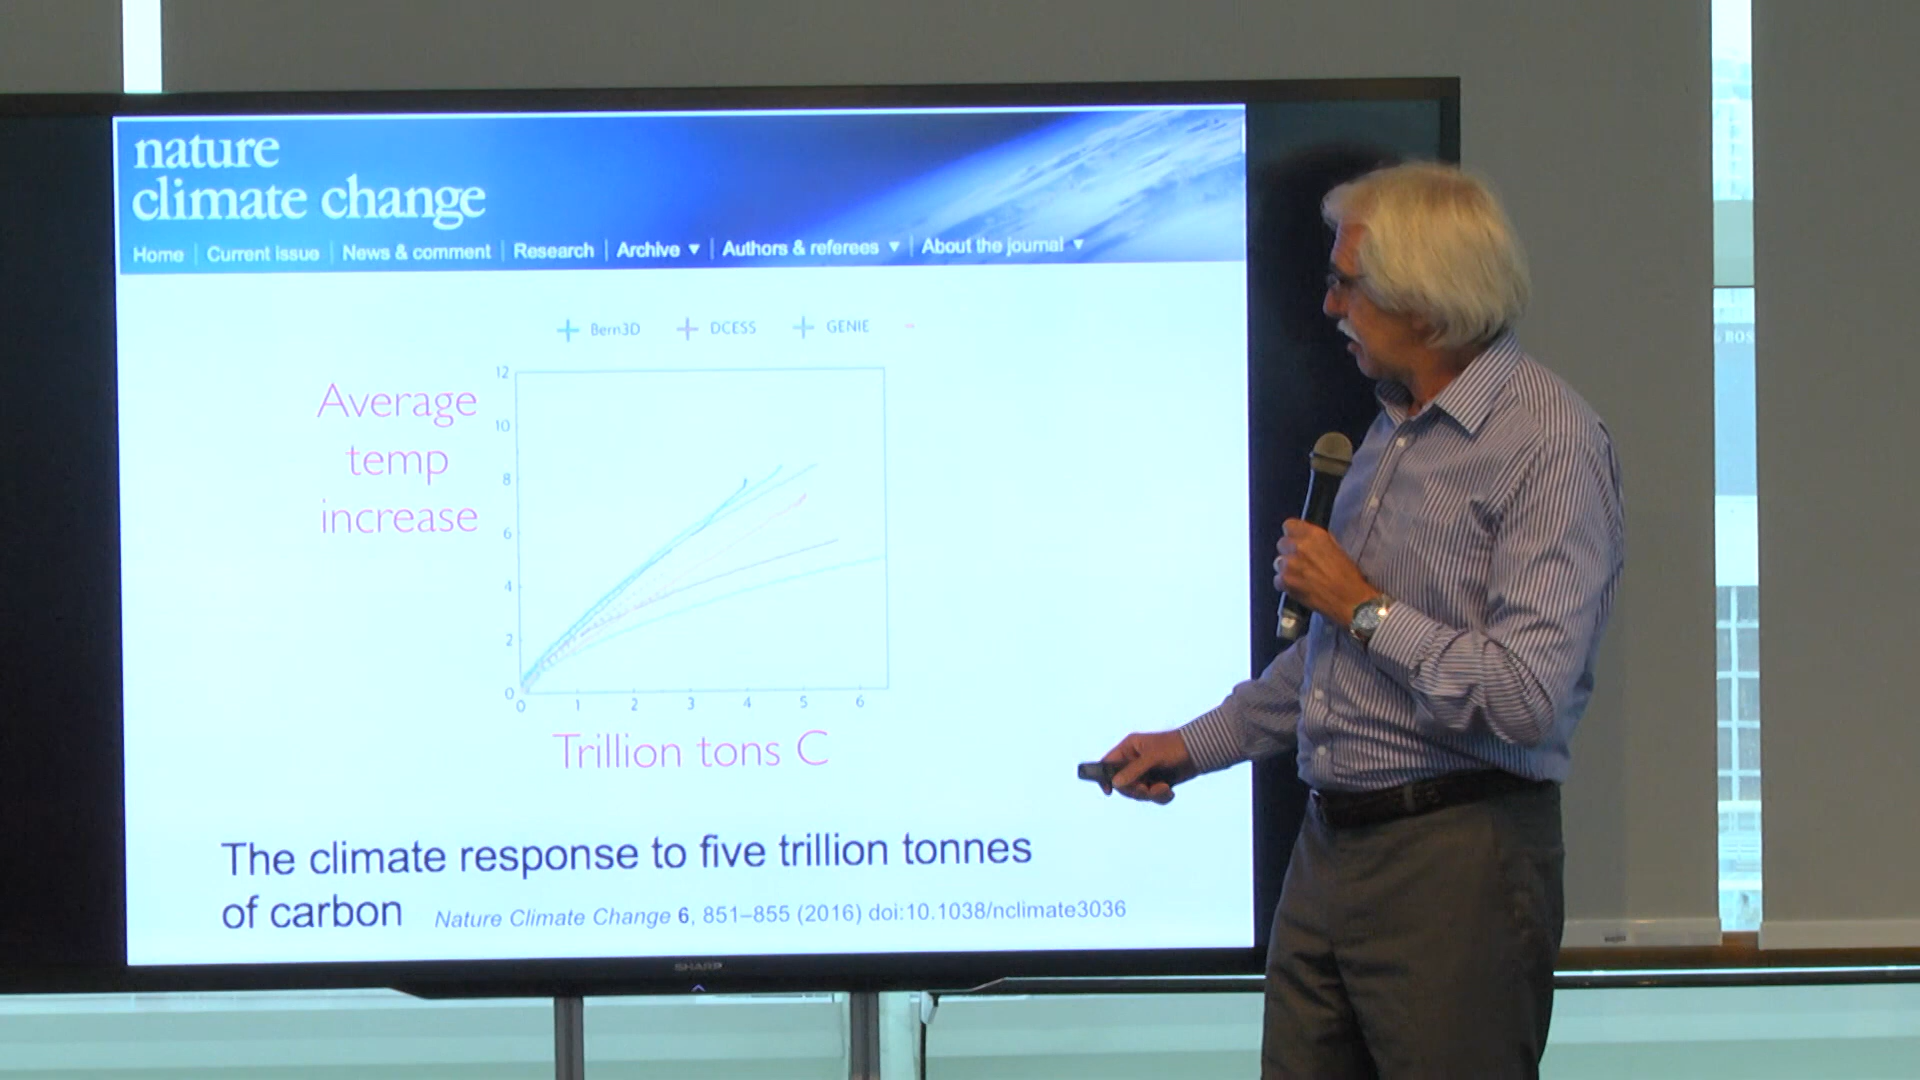 nature
climate change
Home Current issue News & comment Research Archive ▼ Authors & referees ▼ About the journal ▼
Bern3D DCESS GENIE
Average
temp
increase
12
10
8
6
4
2
0
0 1 2 3 4 5 6
Trillion tons C
The climate response to five trillion tonnes
of carbon Nature Climate Change 6, 851–855 (2016) doi:10.1038/nclimate3036
SHARP
BOS